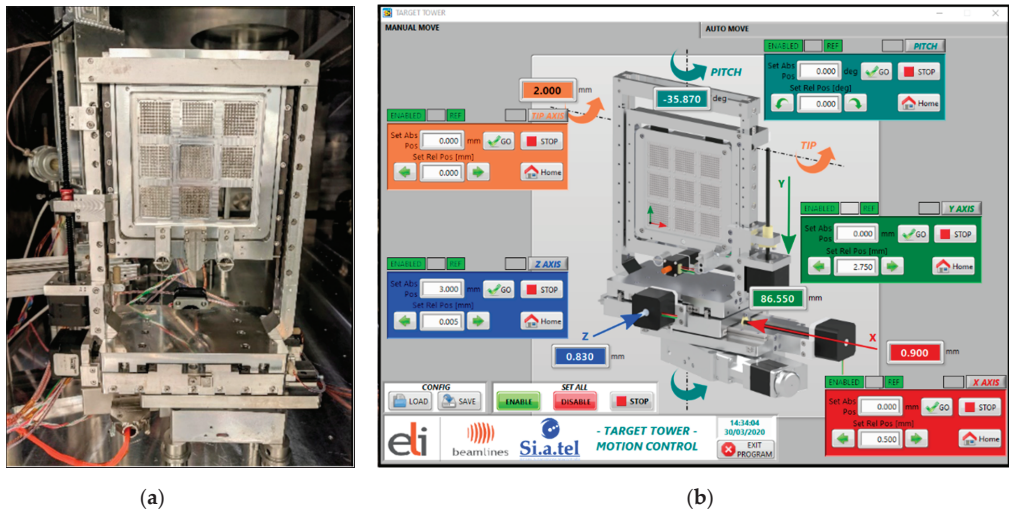 TARGET TOWER
MANUAL MOVE
AUTO MOVE
ENABLED REF PITCH
Set Abs Pos 0.000 deg GO STOP
Set Rel Pos [deg]
0.000 Home
PITCH
-35.870 deg
2.000 mm
ENABLED REF TIP AXIS
Set Abs Pos 0.000 mm GO STOP
Set Rel Pos [mm]
0.000 Home
TIP
Y
ENABLED REF Y AXIS
Set Abs Pos 0.000 mm GO STOP
Set Rel Pos [mm]
2.750 Home
ENABLED REF Z AXIS
Set Abs Pos 3.000 mm GO STOP
Set Rel Pos [mm]
0.005 Home
86.550 mm
Z
0.830 mm
X
0.900 mm
ENABLED REF X AXIS
Set Abs Pos 0.000 mm GO STOP
Set Rel Pos [mm]
0.500 Home
CONFIG
LOAD SAVE
SET ALL
ENABLE DISABLE STOP
eli
beamlines
Si.a.tel
- TARGET TOWER -
MOTION CONTROL
14:34:04
30/03/2020
EXIT PROGRAM
(a)
(b)